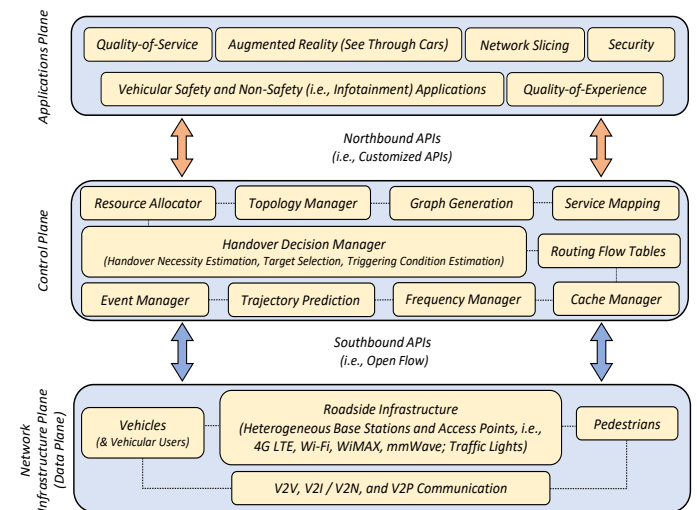 Applications Plane
Quality-of-Service
Augmented Reality (See Through Cars)
Network Slicing
Security
Vehicular Safety and Non-Safety (i.e., Infotainment) Applications
Quality-of-Experience
Northbound APIs
(i.e., Customized APIs)
Control Plane
Resource Allocator
Topology Manager
Graph Generation
Service Mapping
Handover Decision Manager
(Handover Necessity Estimation, Target Selection, Triggering Condition Estimation)
Routing Flow Tables
Event Manager
Trajectory Prediction
Frequency Manager
Cache Manager
Southbound APIs
(i.e., Open Flow)
Network
Infrastructure Plane
(Data Plane)
Vehicles
(& Vehicular Users)
Roadside Infrastructure
(Heterogeneous Base Stations and Access Points, i.e.,
4G LTE, Wi-Fi, WiMAX, mmWave; Traffic Lights)
Pedestrians
V2V, V2I / V2N, and V2P Communication